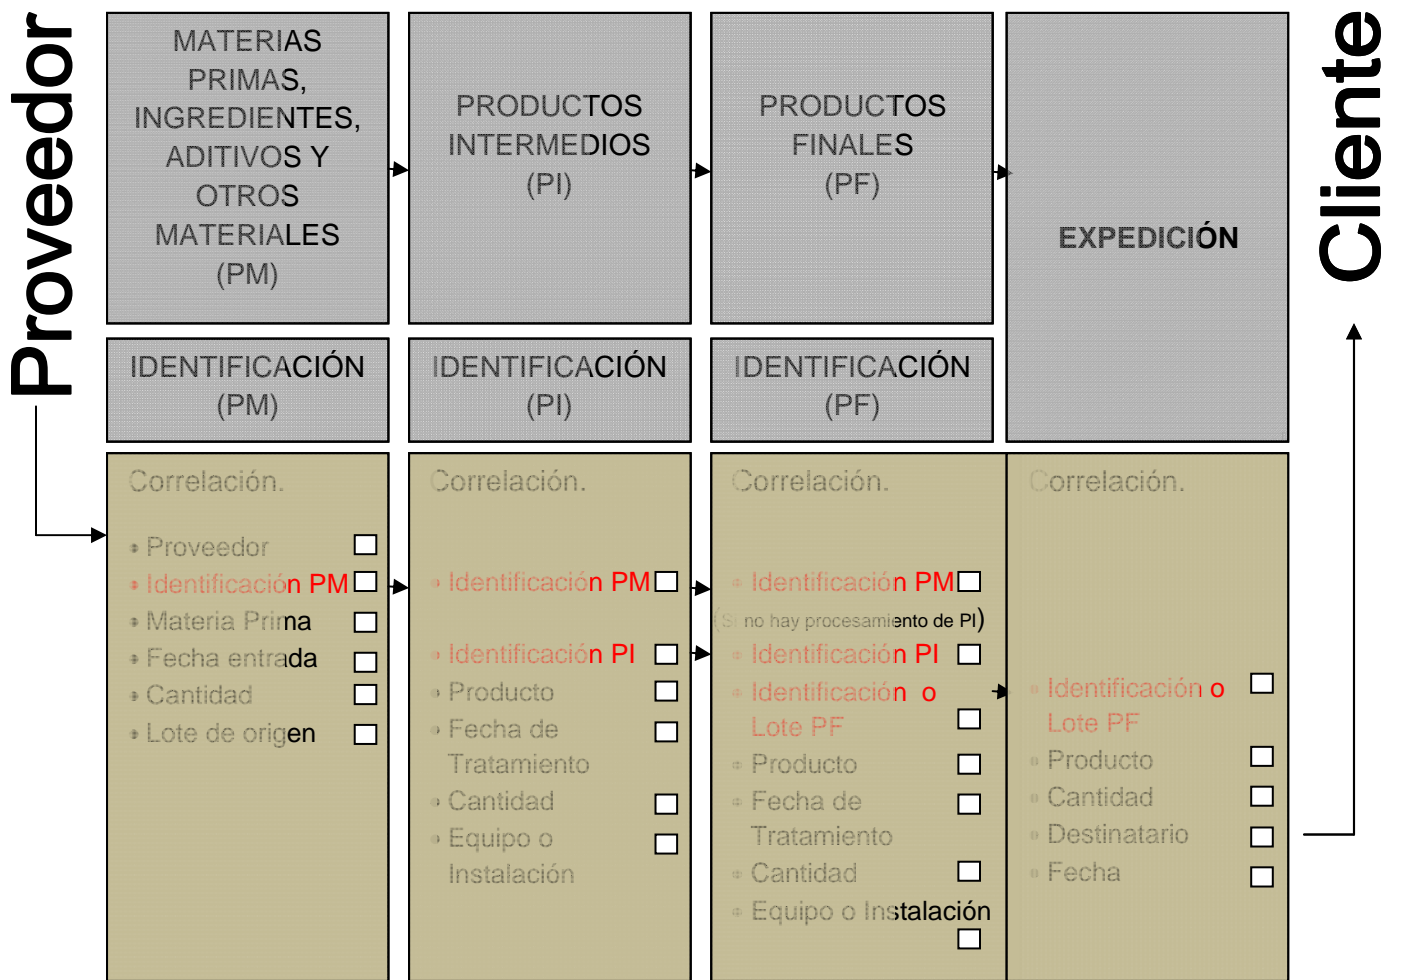 Proveedor
MATERIAS
PRIMAS,
INGREDIENTES,
ADITIVOS Y
OTROS
MATERIALES
(PM)
PRODUCTOS
INTERMEDIOS
(PI)
PRODUCTOS
FINALES
(PF)
EXPEDICIÓN
Cliente
IDENTIFICACIÓN
(PM)
IDENTIFICACIÓN
(PI)
IDENTIFICACIÓN
(PF)
Correlación.
• Proveedor
• Identificación PM
• Materia Prima
• Fecha entrada
• Cantidad
• Lote de origen
Correlación.
• Identificación PM
• Identificación PI
• Producto
• Fecha de
Tratamiento
• Cantidad
• Equipo o
Instalación
Correlación.
• Identificación PM
(Si no hay procesamiento de PI)
• Identificación PI
• Identificación o
Lote PF
• Producto
• Fecha de
Tratamiento
• Cantidad
• Equipo o Instalación
Correlación.
• Identificación o
Lote PF
• Producto
• Cantidad
• Destinatario
• Fecha